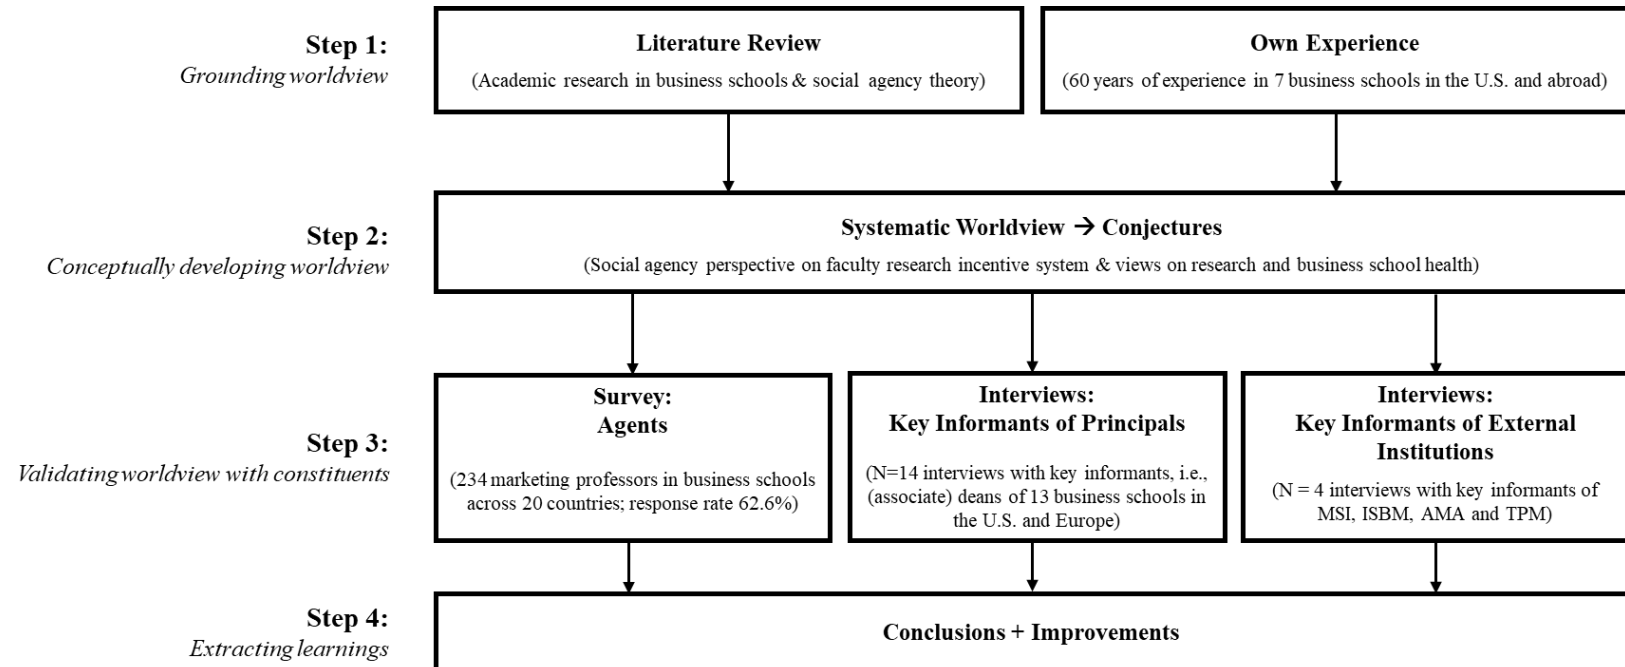 Step 1:
Grounding worldview
Literature Review
(Academic research in business schools & social agency theory)
Own Experience
(60 years of experience in 7 business schools in the U.S. and abroad)
Step 2:
Conceptually developing worldview
Systematic Worldview → Conjectures
(Social agency perspective on faculty research incentive system & views on research and business school health)
Step 3:
Validating worldview with constituents
Survey:
Agents
(234 marketing professors in business schools
across 20 countries; response rate 62.6%)
Interviews:
Key Informants of Principals
(N=14 interviews with key informants, i.e.,
(associate) deans of 13 business schools in
the U.S. and Europe)
Interviews:
Key Informants of External
Institutions
(N = 4 interviews with key informants of
MSI, ISBM, AMA and TPM)
Step 4:
Extracting learnings
Conclusions + Improvements